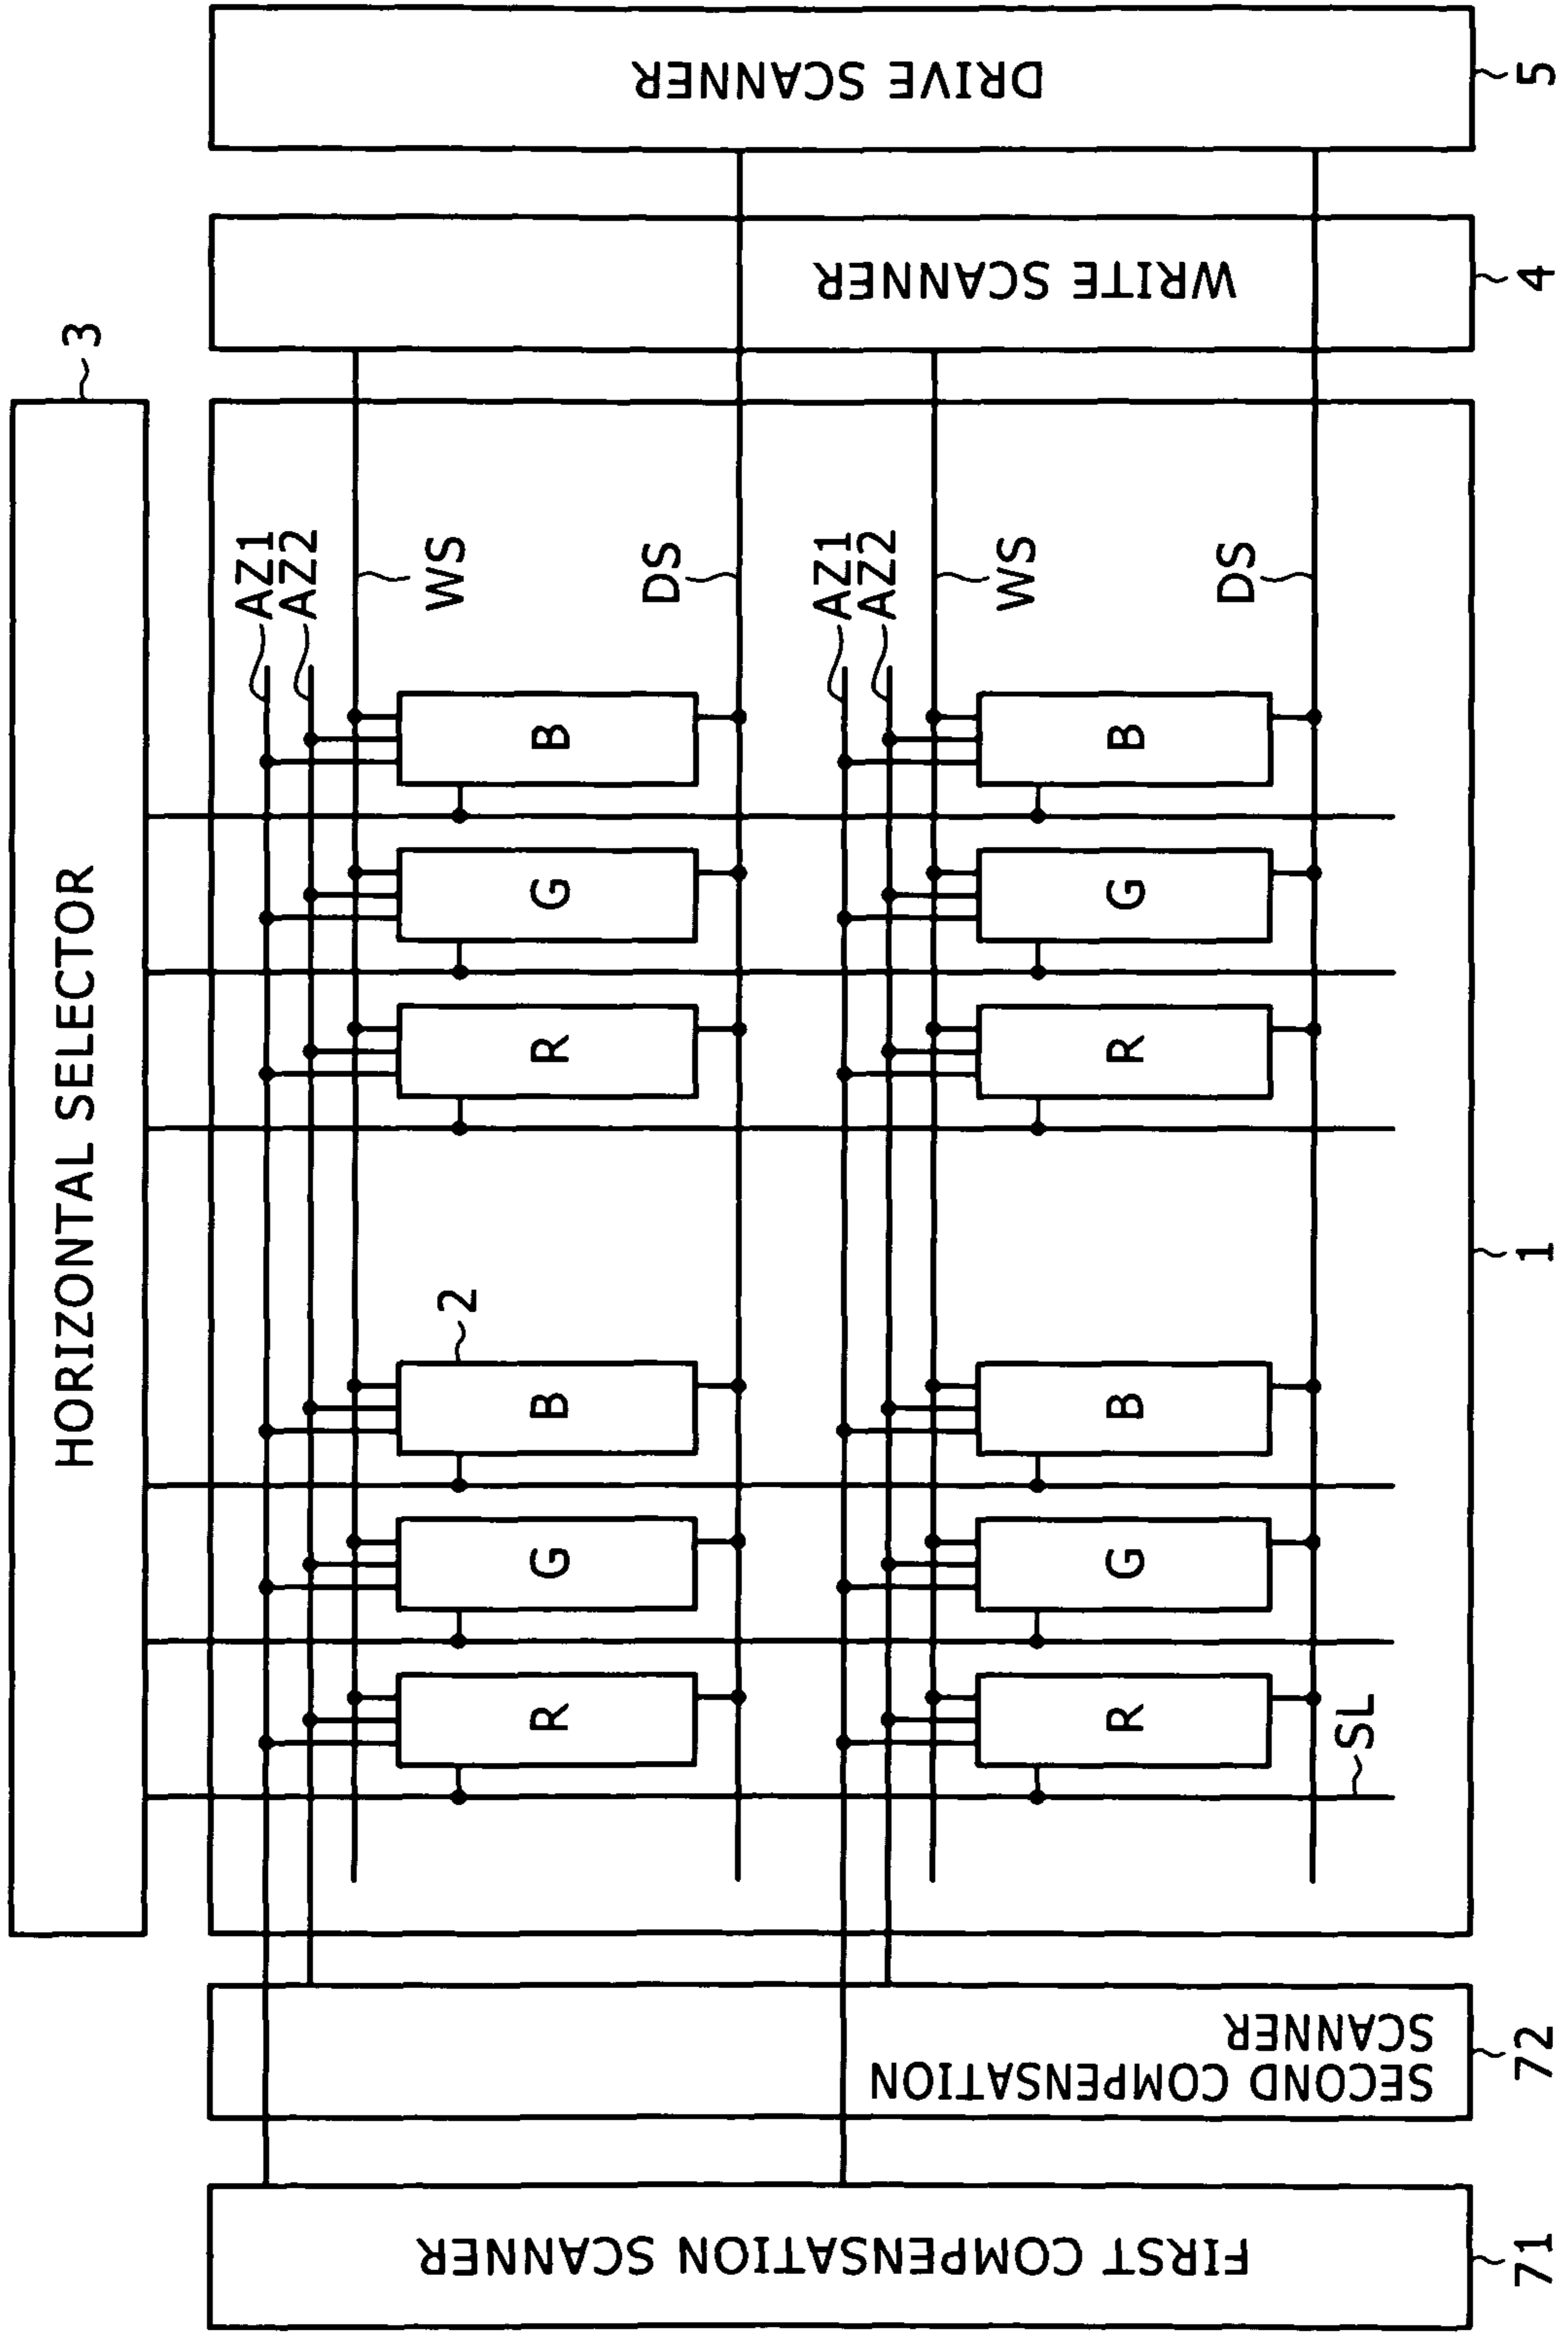 HORIZONTAL SELECTOR
3
FIRST COMPENSATION SCANNER
SECOND COMPENSATION
SCANNER
WRITE SCANNER
DRIVE SCANNER
AZ1
AZ2
WS
2
R
G
B
R
G
B
DS
AZ1
AZ2
WS
R
G
B
R
G
B
DS
SL
71
72
1
4
5